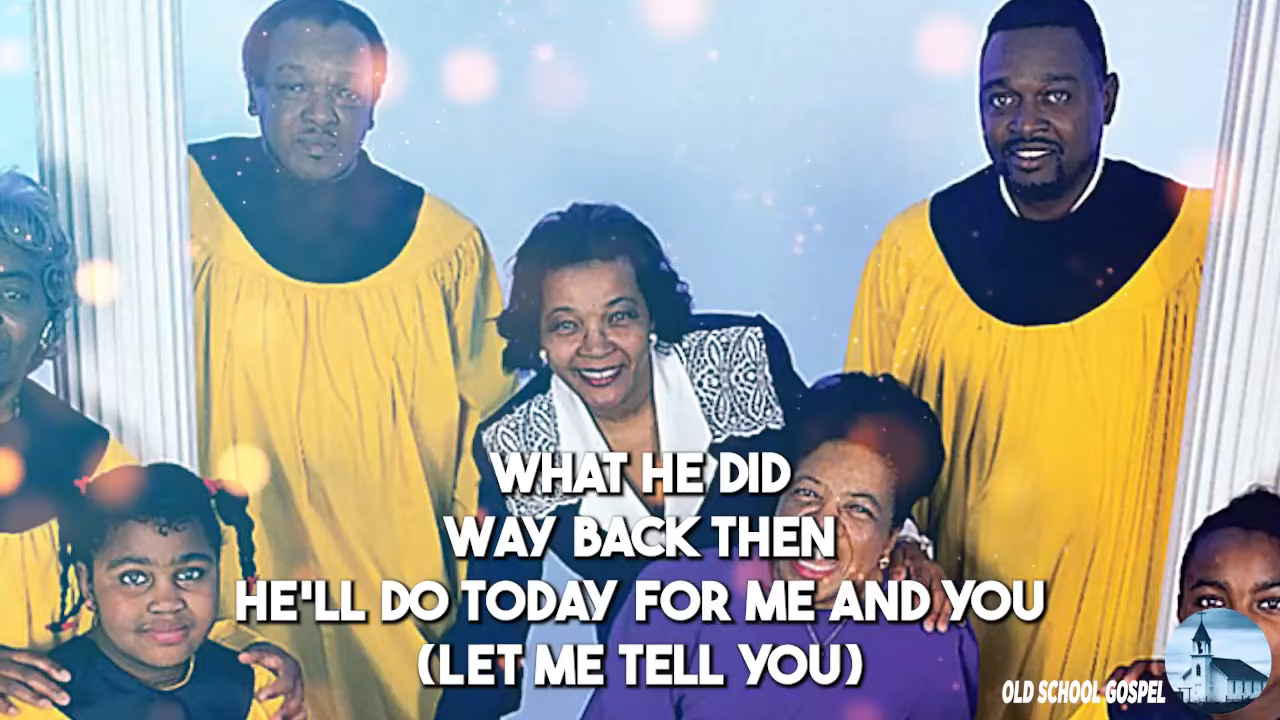 WHAT HE DID
WAY BACK THEN
HE'LL DO TODAY FOR ME AND YOU
(LET ME TELL YOU)
OLD SCHOOL GOSPEL